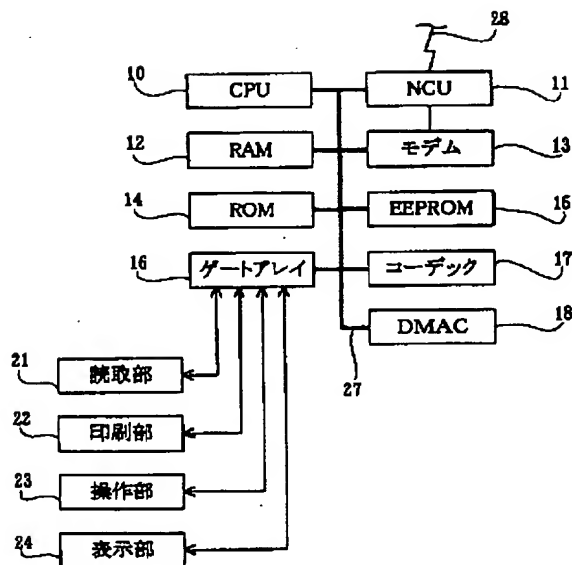 28
10 CPU NCU 11
12 RAM モデム 13
14 ROM EEPROM 15
16 ゲートアレイ コーデック 17
DMAC 18
27
21 読取部
22 印刷部
23 操作部
24 表示部